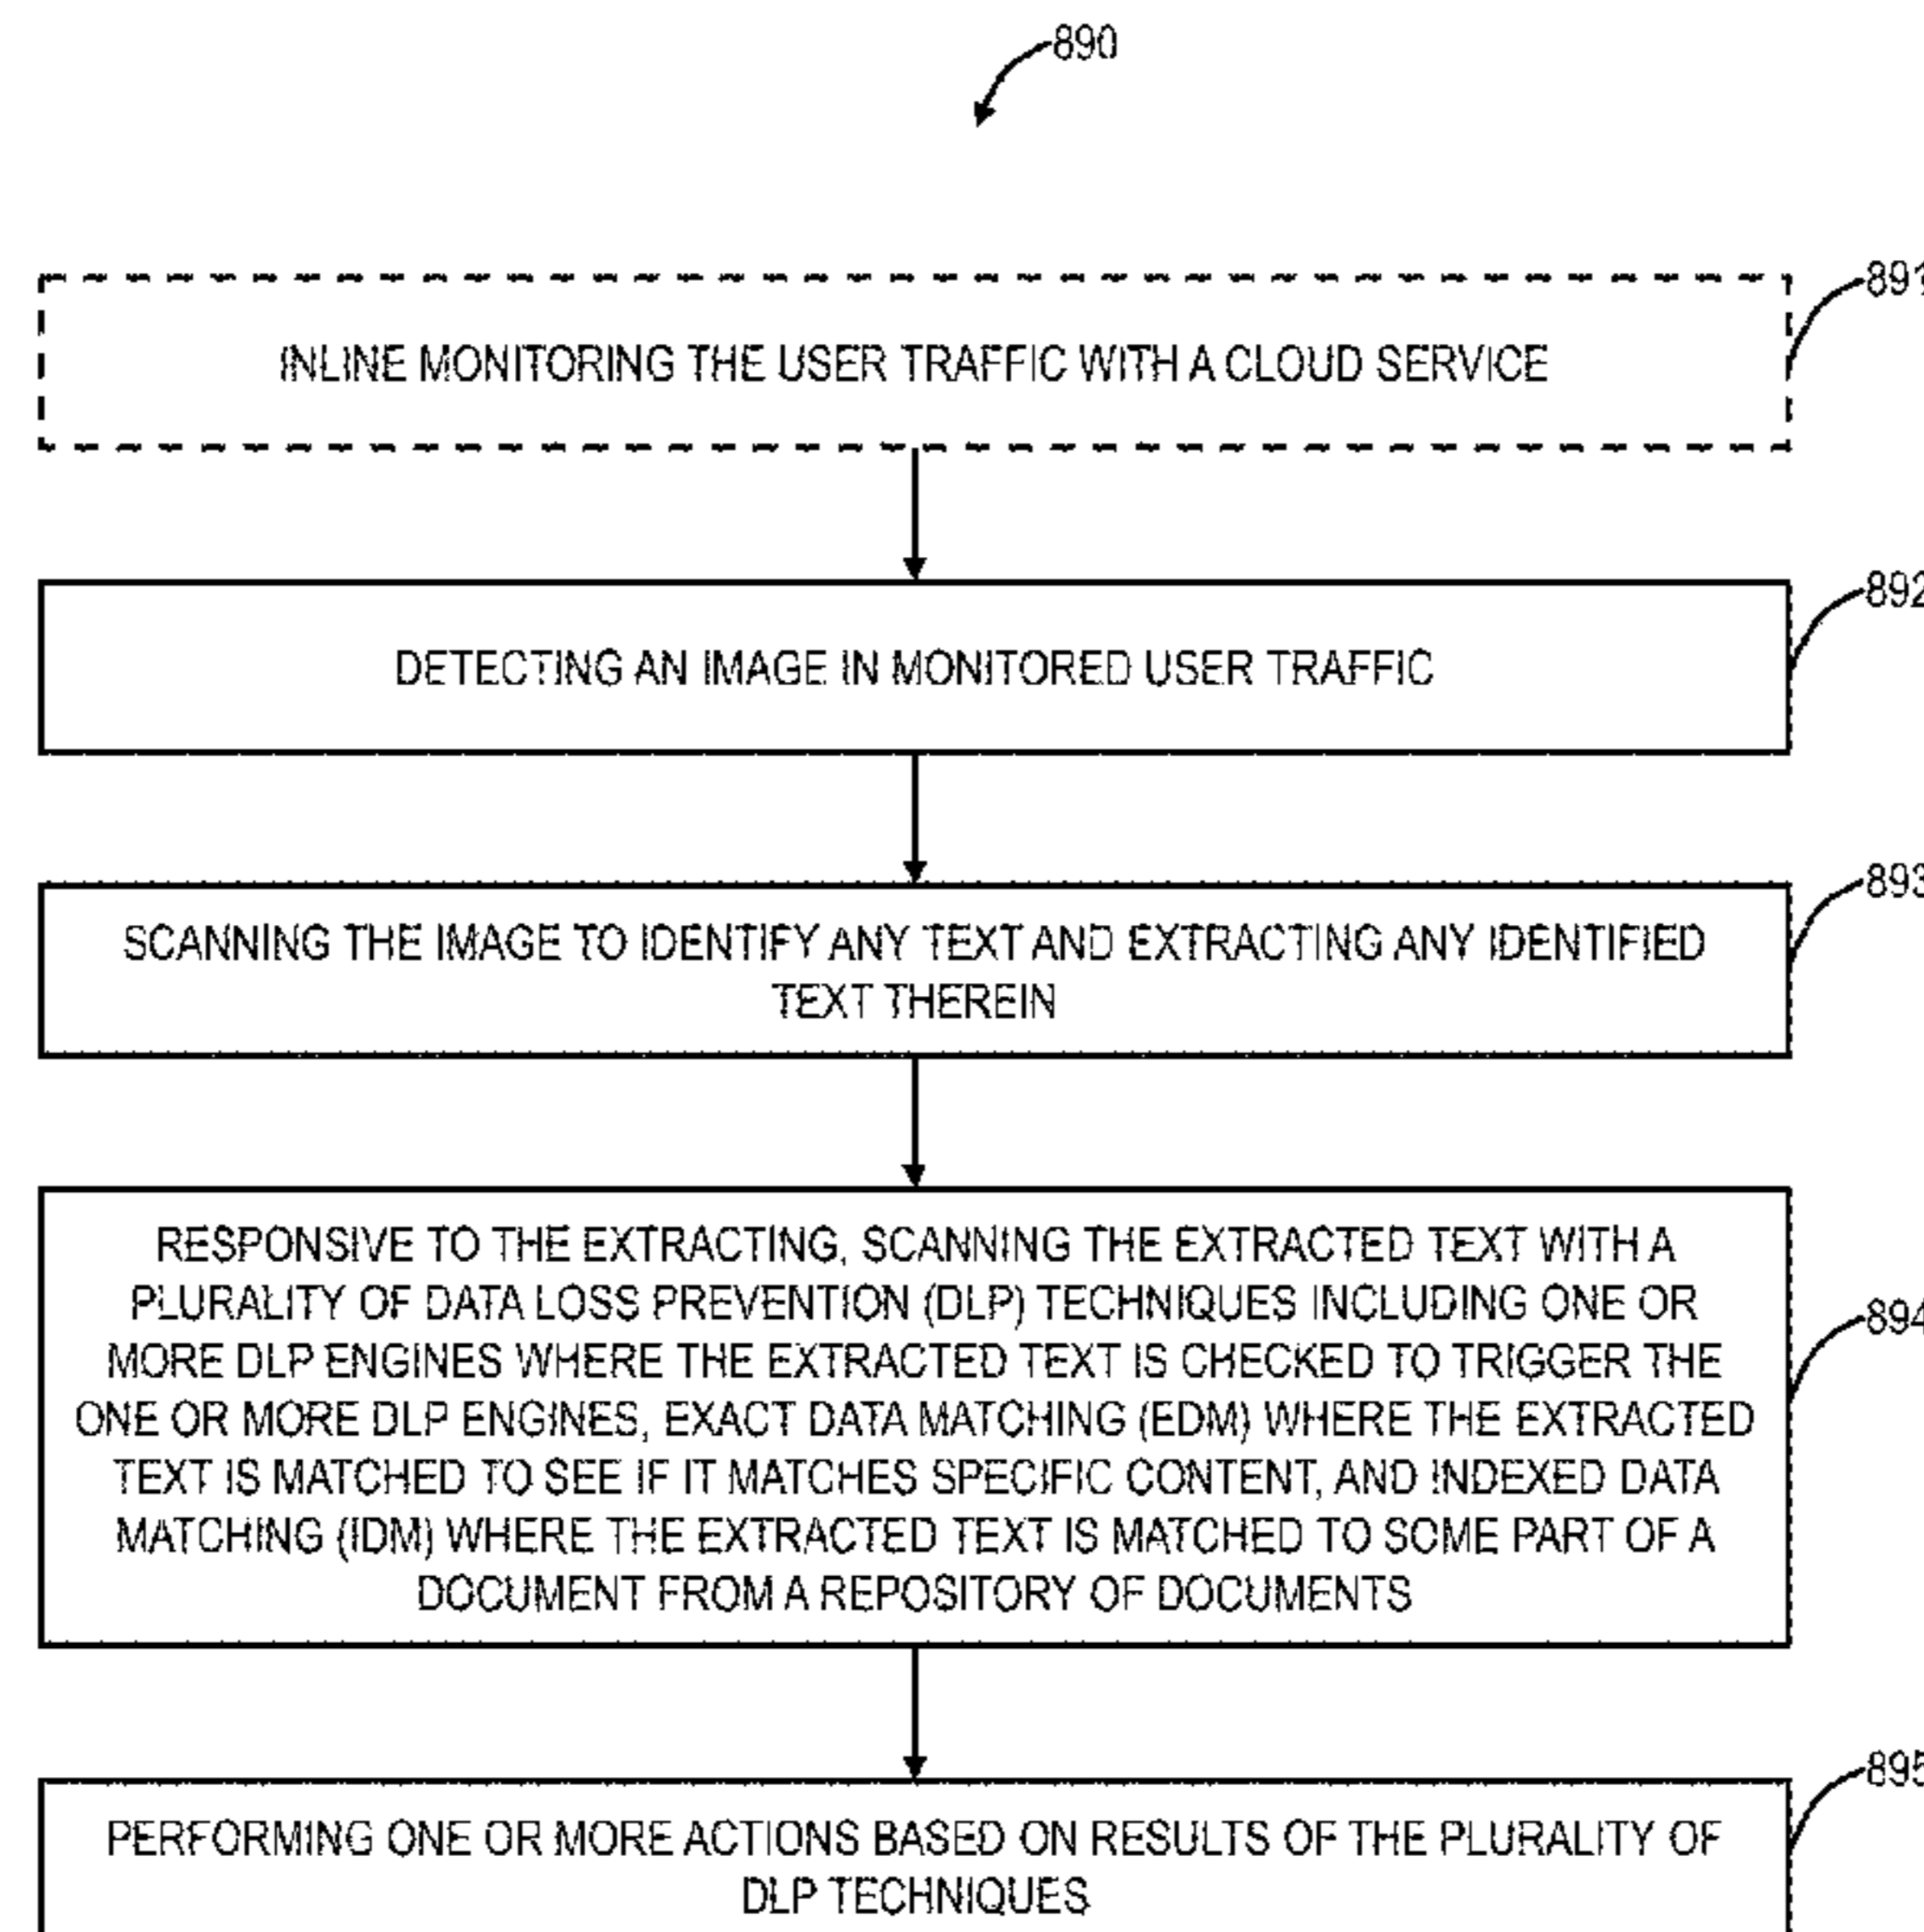 890
891
INLINE MONITORING THE USER TRAFFIC WITH A CLOUD SERVICE
892
DETECTING AN IMAGE IN MONITORED USER TRAFFIC
893
SCANNING THE IMAGE TO IDENTIFY ANY TEXT AND EXTRACTING ANY IDENTIFIED
TEXT THEREIN
RESPONSIVE TO THE EXTRACTING, SCANNING THE EXTRACTED TEXT WITH A
PLURALITY OF DATA LOSS PREVENTION (DLP) TECHNIQUES INCLUDING ONE OR
894
MORE DLP ENGINES WHERE THE EXTRACTED TEXT IS CHECKED TO TRIGGER THE
ONE OR MORE DLP ENGINES, EXACT DATA MATCHING (EDM) WHERE THE EXTRACTED
TEXT IS MATCHED TO SEE IF IT MATCHES SPECIFIC CONTENT, AND INDEXED DATA
MATCHING (IDM) WHERE THE EXTRACTED TEXT IS MATCHED TO SOME PART OF A
DOCUMENT FROM A REPOSITORY OF DOCUMENTS
895
PERFORMING ONE OR MORE ACTIONS BASED ON RESULTS OF THE PLURALITY OF
DLP TECHNIQUES